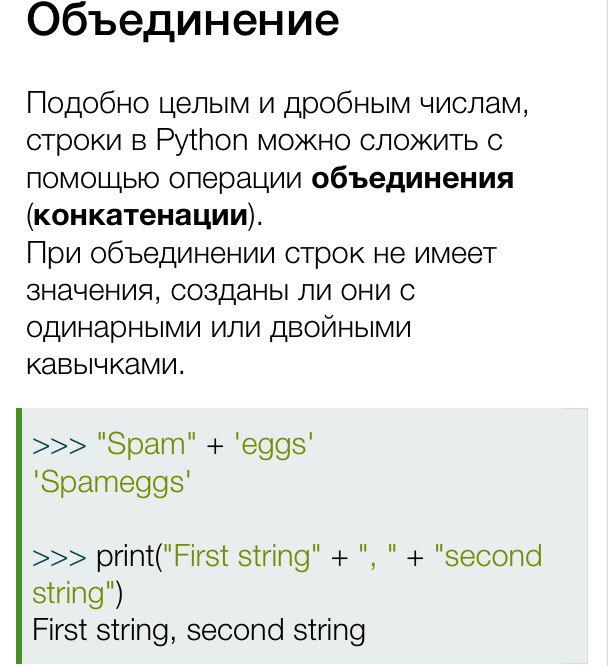 Объединение
Подобно целым и дробным числам,
строки в Python можно сложить с
помощью операции объединения
(конкатенации).
При объединении строк не имеет
значения, созданы ли они с
одинарными или двойными
кавычками.
>>> "Spam" + 'eggs'
'Spameggs'
>>> print("First string" + ", " + "second
string")
First string, second string